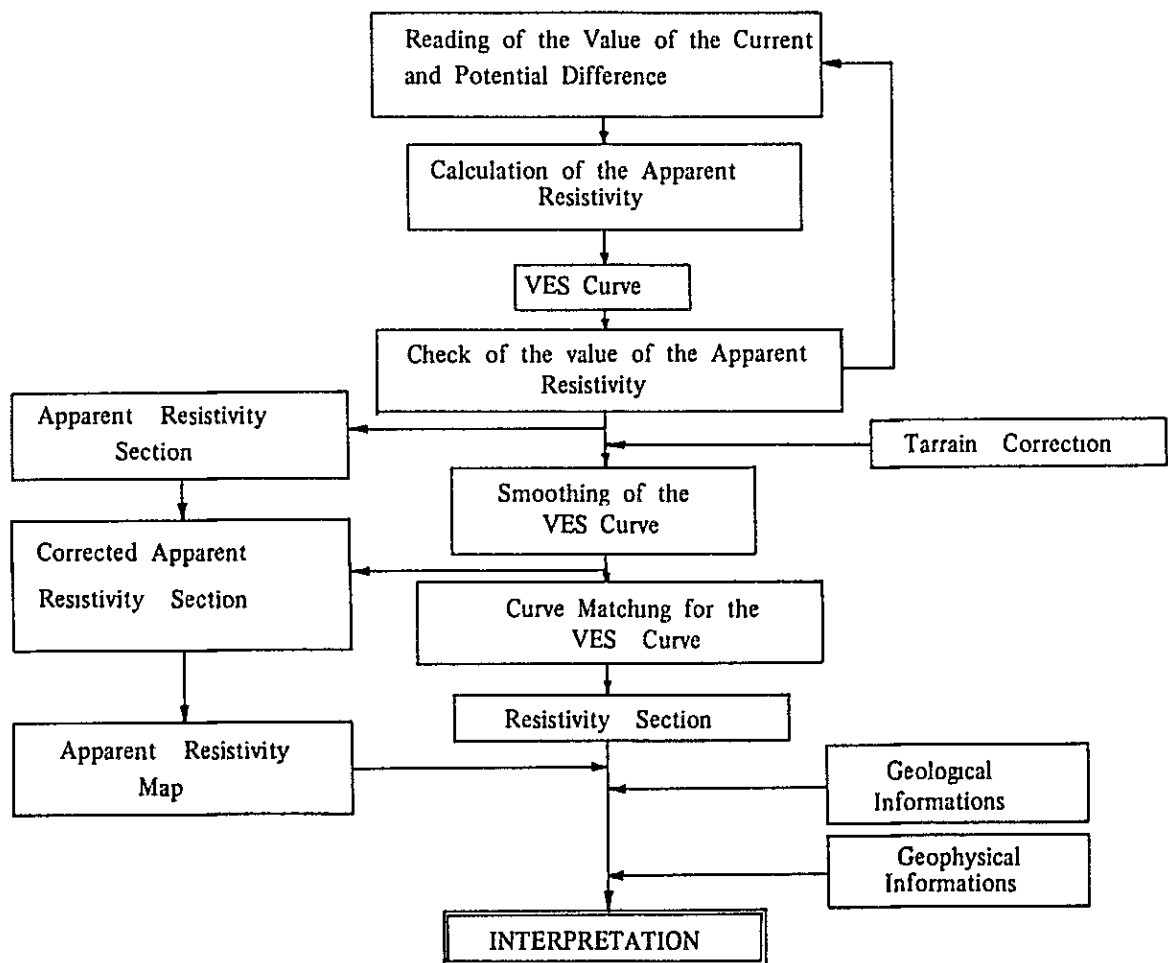 Reading of the Value of the Current
and Potential Difference
Calculation of the Apparent
Resistivity
VES Curve
Check of the value of the Apparent
Resistivity
Apparent Resistivity
Section
Tarrain Correction
Smoothing of the
VES Curve
Corrected Apparent
Resistivity Section
Curve Matching for the
VES Curve
Resistivity Section
Apparent Resistivity
Map
Geological
Informations
Geophysical
Informations
INTERPRETATION